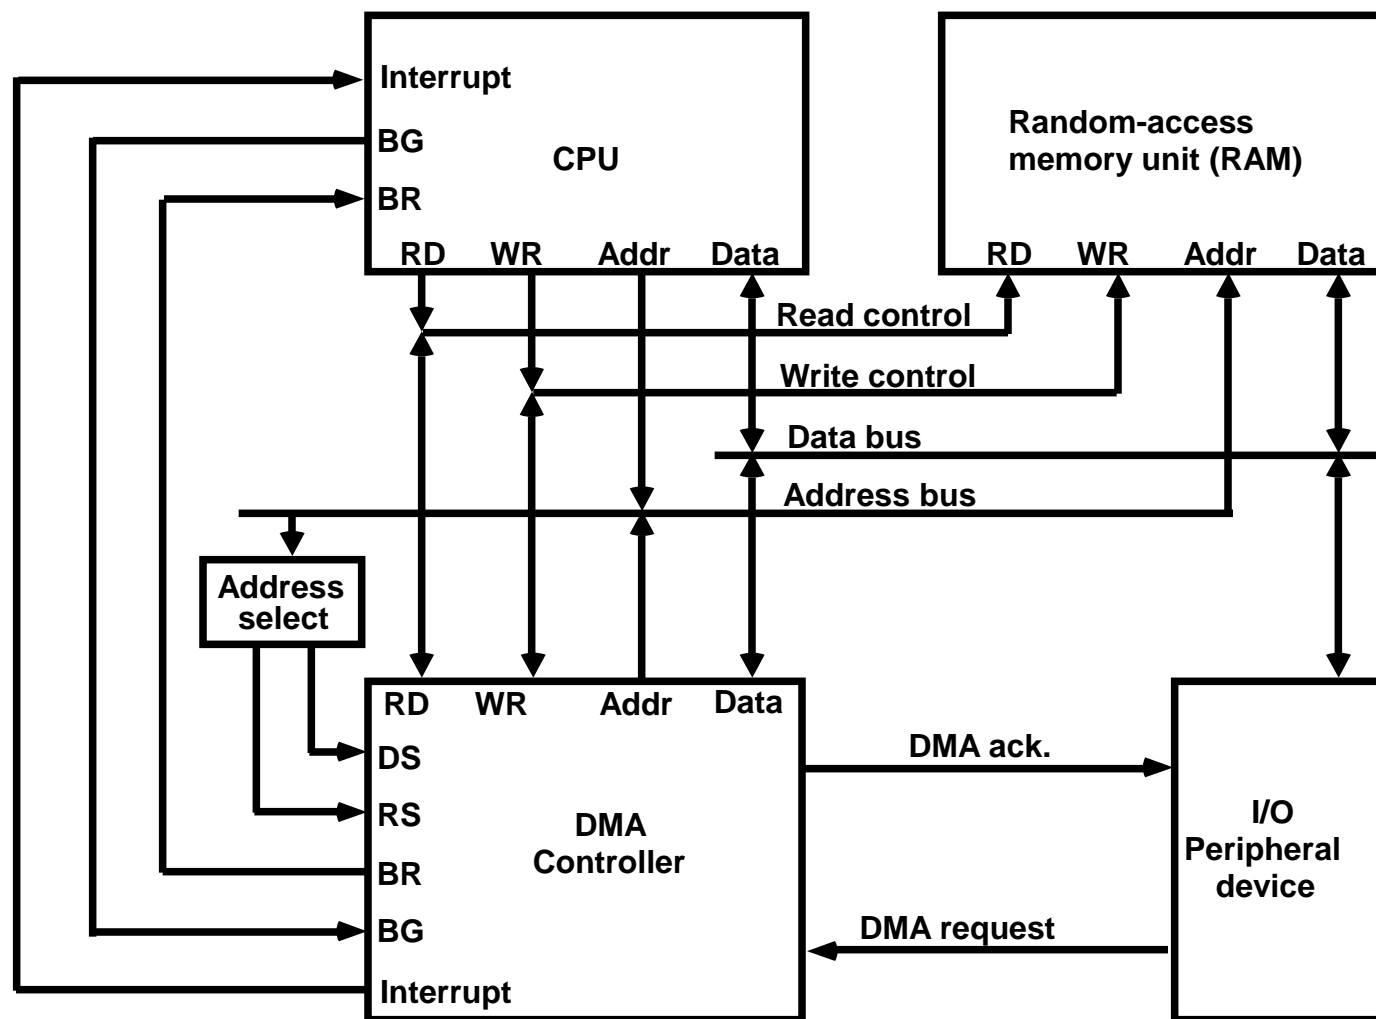 Interrupt
BG
CPU
BR
RD WR Addr Data
Random-access
memory unit (RAM)
RD WR Addr Data
Read control
Write control
Data bus
Address bus
Address
select
RD WR Addr Data
DS
RS
BR
BG
Interrupt
DMA
Controller
DMA ack.
DMA request
I/O
Peripheral
device